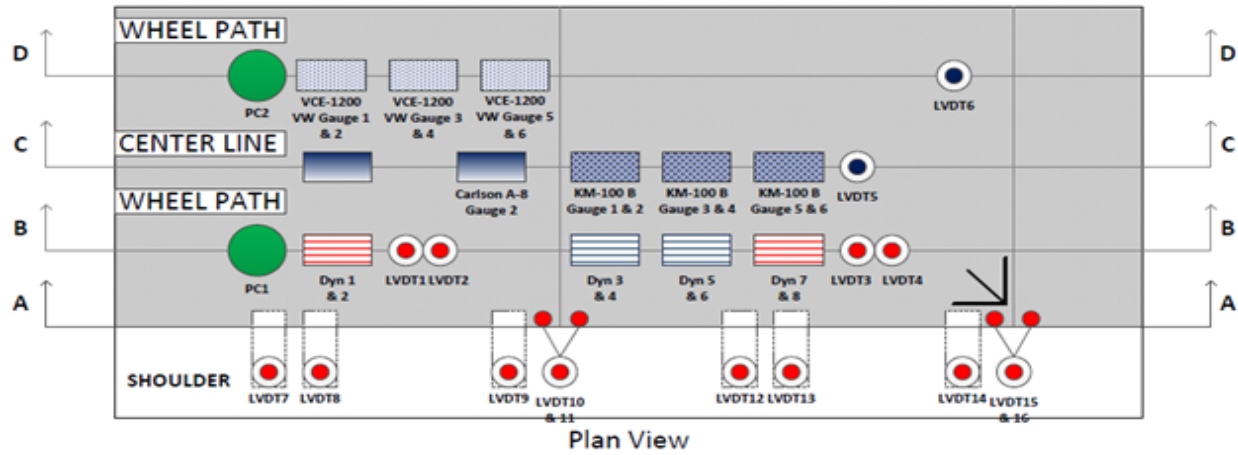 WHEEL PATH
D
D
PC2
VCE-1200
VW Gauge 1
& 2
VCE-1200
VW Gauge 3
& 4
VCE-1200
VW Gauge 5
& 6
LVDT6
CENTER LINE
C
C
Carlson A-8
Gauge 2
KM-100 B
Gauge 1 & 2
KM-100 B
Gauge 3 & 4
KM-100 B
Gauge 5 & 6
LVDT5
WHEEL PATH
B
B
PC1
Dyn 1
& 2
LVDT1
LVDT2
Dyn 3
& 4
Dyn 5
& 6
Dyn 7
& 8
LVDT3
LVDT4
A
A
SHOULDER
LVDT7
LVDT8
LVDT9
LVDT10
& 11
LVDT12
LVDT13
LVDT14
LVDT15
& 16
Plan View